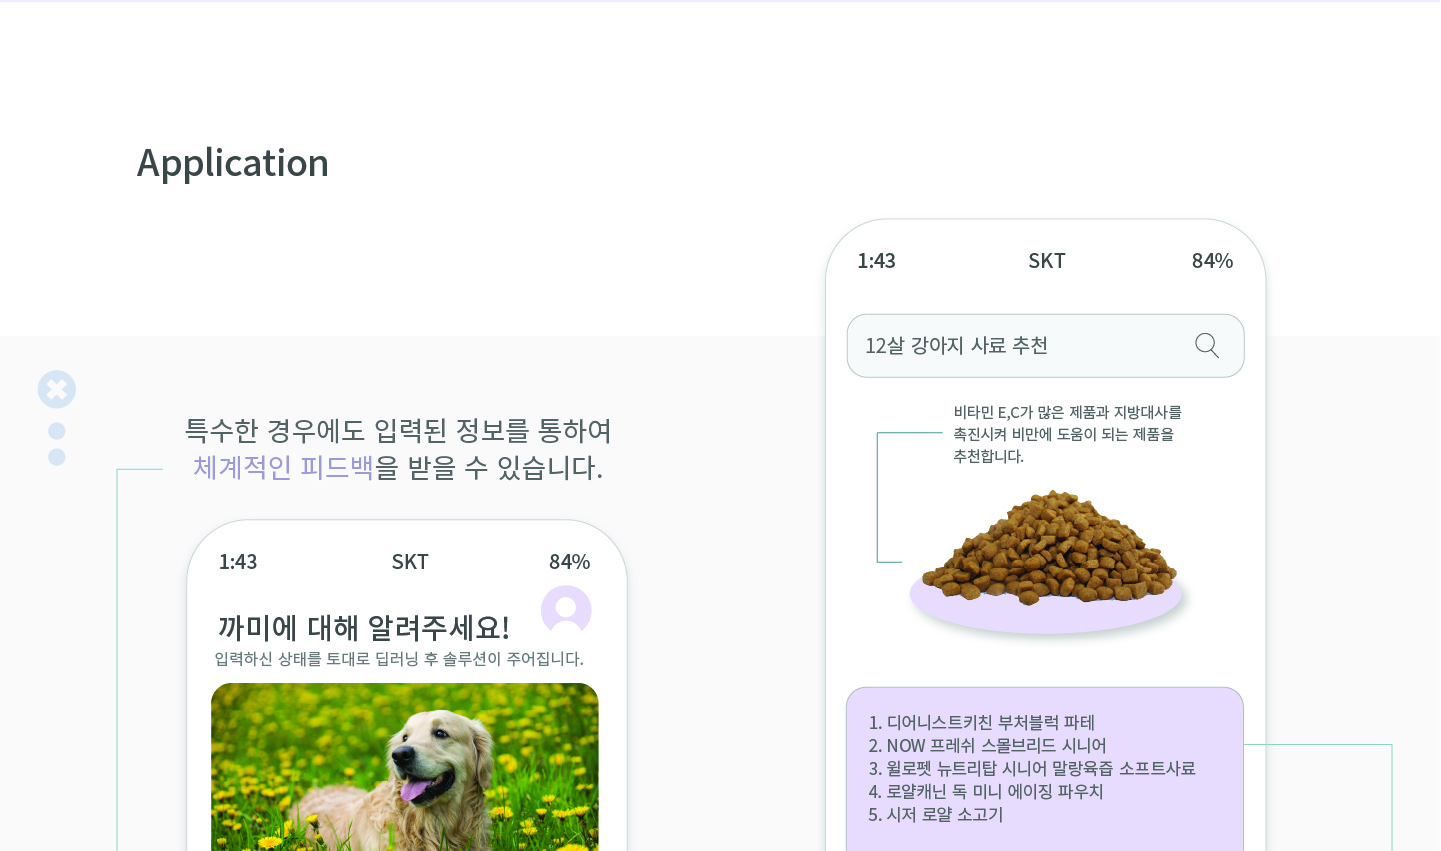 Application
특수한 경우에도 입력된 정보를 통하여
체계적인 피드백을 받을 수 있습니다.
1:43 SKT 84%
까미에 대해 알려주세요!
입력하신 상태를 토대로 딥러닝 후 솔루션이 주어집니다.
1:43 SKT 84%
12살 강아지 사료 추천
비타민 E,C가 많은 제품과 지방대사를
촉진시켜 비만에 도움이 되는 제품을
추천합니다.
1. 디어니스트키친 부처블럭 파테
2. NOW 프레쉬 스몰브리드 시니어
3. 윌로펫 뉴트리탑 시니어 말랑육즙 소프트사료
4. 로얄캐닌 독 미니 에이징 파우치
5. 시저 로얄 소고기